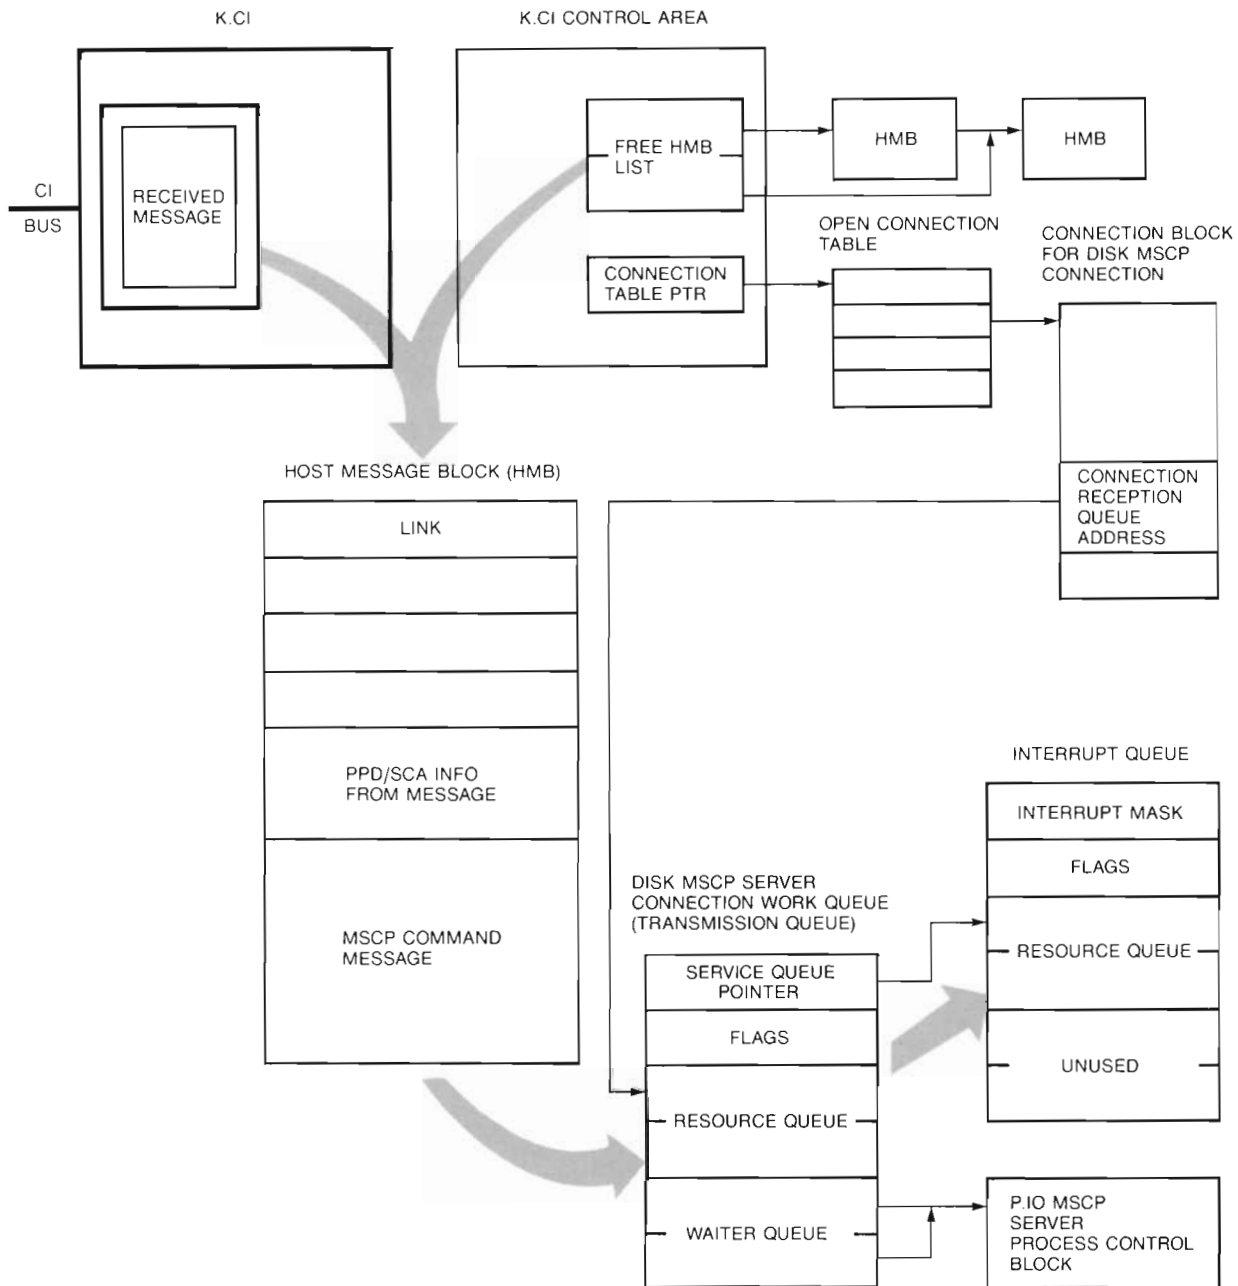 K.CI
K.CI CONTROL AREA
CI
BUS
RECEIVED
MESSAGE
FREE HMB
LIST
HMB
HMB
CONNECTION
TABLE PTR
OPEN CONNECTION
TABLE
CONNECTION BLOCK
FOR DISK MSCP
CONNECTION
CONNECTION
RECEPTION
QUEUE
ADDRESS
HOST MESSAGE BLOCK (HMB)
LINK
PPD/SCA INFO
FROM MESSAGE
MSCP COMMAND
MESSAGE
DISK MSCP SERVER
CONNECTION WORK QUEUE
(TRANSMISSION QUEUE)
SERVICE QUEUE
POINTER
FLAGS
RESOURCE QUEUE
WAITER QUEUE
INTERRUPT QUEUE
INTERRUPT MASK
FLAGS
RESOURCE QUEUE
UNUSED
P.IO MSCP
SERVER
PROCESS CONTROL
BLOCK